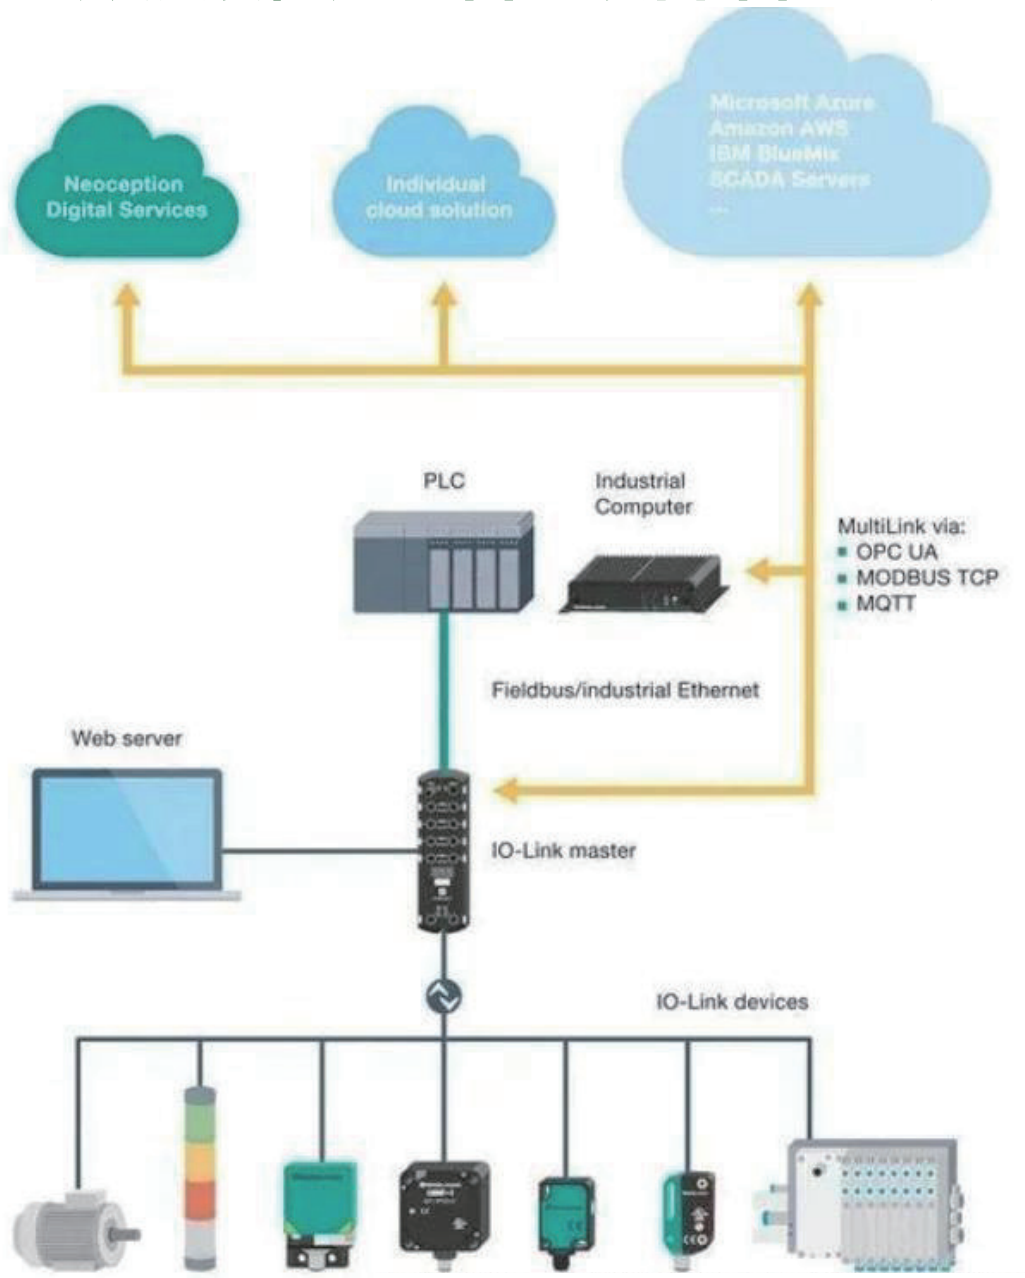 Microsoft Azure
Amazon AWS
IBM BlueMix
SCADA Servers
...
Neoception
Digital Services
Individual
cloud solution
PLC
Industrial
Computer
MultiLink via:
OPC UA
MODBUS TCP
MQTT
Fieldbus/industrial Ethernet
Web server
IO-Link master
IO-Link devices